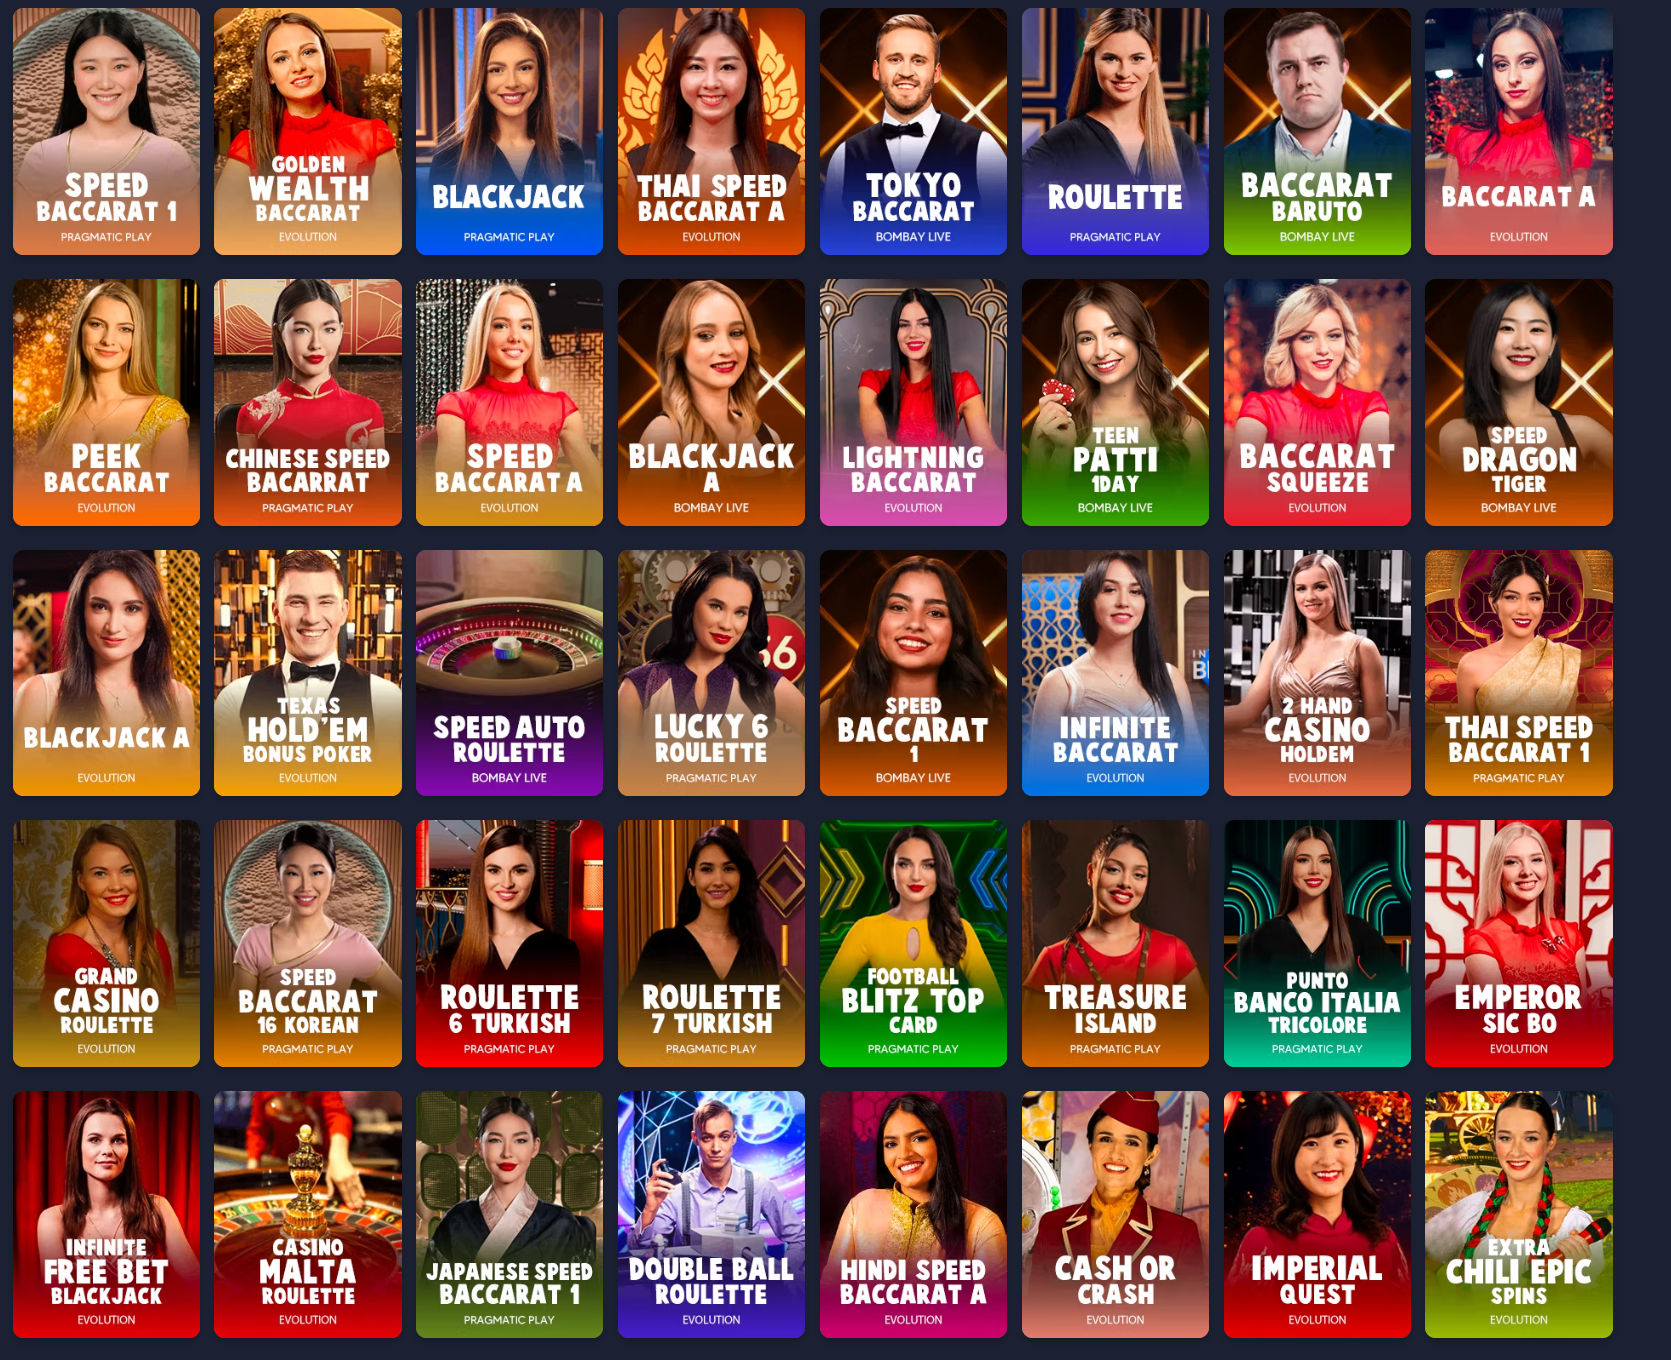 SPEED
BACCARAT 1
PRAGMATIC PLAY
GOLDEN
WEALTH
BACCARAT
EVOLUTION
BLACKJACK
PRAGMATIC PLAY
THAI SPEED
BACCARAT A
EVOLUTION
TOKYO
BACCARAT
BOMBAY LIVE
ROULETTE
PRAGMATIC PLAY
BACCARAT
BARUTO
BOMBAY LIVE
BACCARAT A
EVOLUTION
PEEK
BACCARAT
EVOLUTION
CHINESE SPEED
BACARRAT
PRAGMATIC PLAY
SPEED
BACCARAT A
EVOLUTION
BLACKJACK
A
BOMBAY LIVE
LIGHTNING
BACCARAT
EVOLUTION
TEEN
PATTI
1DAY
BOMBAY LIVE
BACCARAT
SQUEEZE
EVOLUTION
SPEED
DRAGON
TIGER
BOMBAY LIVE
BLACKJACK A
EVOLUTION
TEXAS
HOLD'EM
BONUS POKER
EVOLUTION
SPEED AUTO
ROULETTE
BOMBAY LIVE
LUCKY 6
ROULETTE
PRAGMATIC PLAY
SPEED
BACCARAT
1
BOMBAY LIVE
INFINITE
BACCARAT
EVOLUTION
2 HAND
CASINO
HOLDEM
EVOLUTION
THAI SPEED
BACCARAT 1
PRAGMATIC PLAY
GRAND
CASINO
ROULETTE
EVOLUTION
SPEED
BACCARAT
16 KOREAN
PRAGMATIC PLAY
ROULETTE
6 TURKISH
PRAGMATIC PLAY
ROULETTE
7 TURKISH
PRAGMATIC PLAY
FOOTBALL
BLITZ TOP
CARD
PRAGMATIC PLAY
TREASURE
ISLAND
PRAGMATIC PLAY
PUNTO
BANCO ITALIA
TRICOLORE
PRAGMATIC PLAY
EMPEROR
SIC BO
EVOLUTION
INFINITE
FREE BET
BLACKJACK
EVOLUTION
CASINO
MALTA
ROULETTE
EVOLUTION
JAPANESE SPEED
BACCARAT 1
PRAGMATIC PLAY
DOUBLE BALL
ROULETTE
EVOLUTION
HINDI SPEED
BACCARAT A
EVOLUTION
CASH OR
CRASH
EVOLUTION
IMPERIAL
QUEST
EVOLUTION
EXTRA
CHILI EPIC
SPINS
EVOLUTION